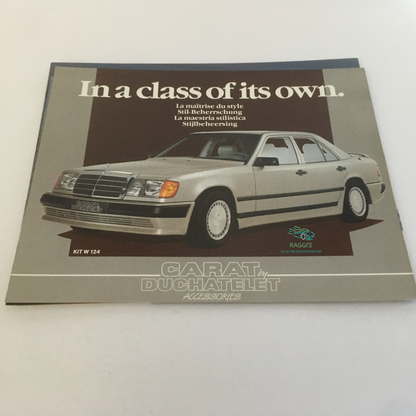 In a class of its own.
La maîtrise du style
Stil-Beherrschung
La maestria stilistica
Stijlbeheersing
RAGGI'S
KIT W 124
CARAT by
DUCHATELET
ACCESSORIES